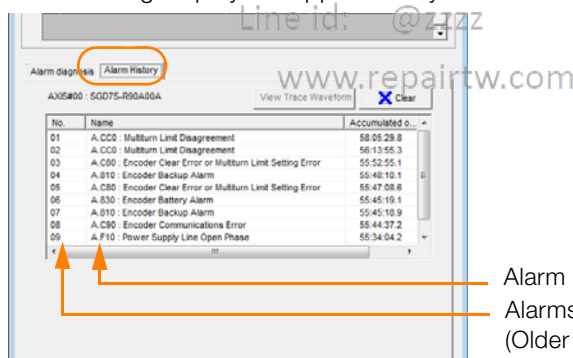 Line id: @zzzz
www.repairtw.com
Alarm diagnosis Alarm History
AXIS#00 : SGD7S-R90A00A View Trace Waveform Clear
No. Name Accumulated o...
01 A.CC0 : Multiturn Limit Disagreement 58:05:29.8
02 A.CC0 : Multiturn Limit Disagreement 56:13:55.3
03 A.C80 : Encoder Clear Error or Multiturn Limit Setting Error 55:52:55.1
04 A.810 : Encoder Backup Alarm 55:48:10.1
05 A.C80 : Encoder Clear Error or Multiturn Limit Setting Error 55:47:08.6
06 A.830 : Encoder Battery Alarm 55:45:19.1
07 A.810 : Encoder Backup Alarm 55:45:18.9
08 A.C90 : Encoder Communications Error 55:44:37.2
09 A.F10 : Power Supply Line Open Phase 55:34:04.2
Alarm
Alarms
(Older